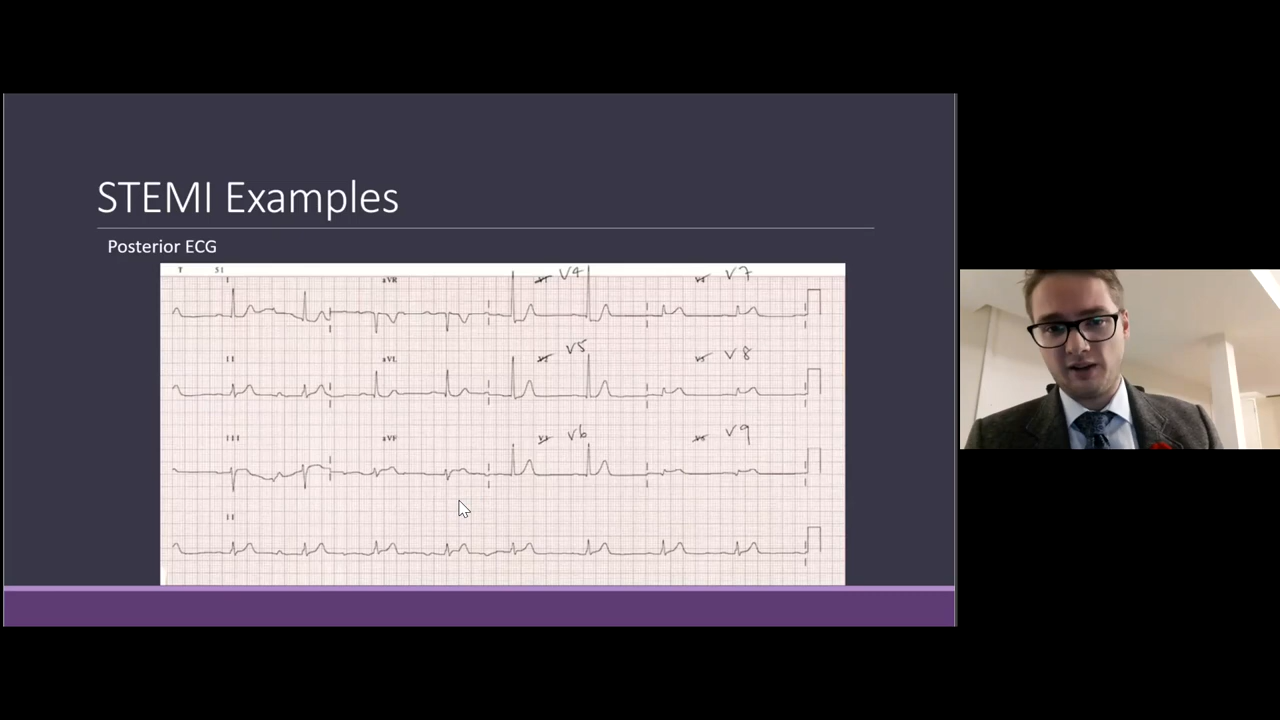 STEMI Examples
Posterior ECG
I aVR V4 V7
II aVL V5 V8
III aVF V6 V9
II